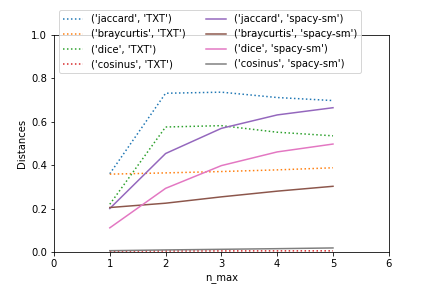 ('jaccard', 'TXT')
('braycurtis', 'TXT')
('dice', 'TXT')
('cosinus', 'TXT')
('jaccard', 'spacy-sm')
('braycurtis', 'spacy-sm')
('dice', 'spacy-sm')
('cosinus', 'spacy-sm')
1.0
0.8
0.6
0.4
0.2
0.0
Distances
0 1 2 3 4 5 6
n_max